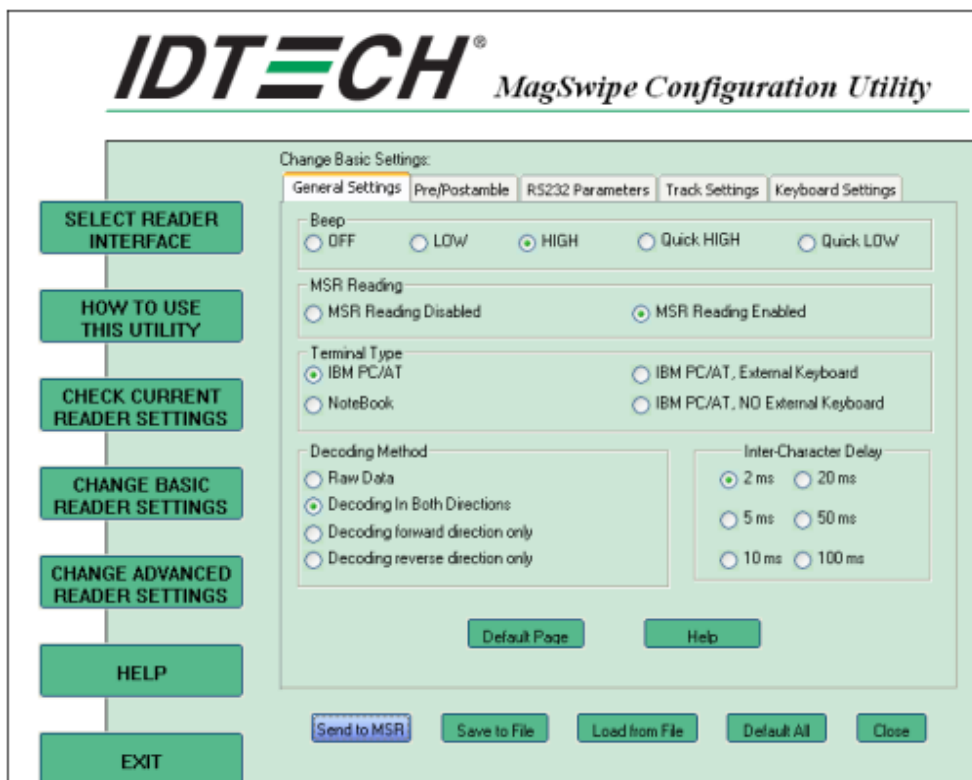 IDTECH®
MagSwipe Configuration Utility
SELECT READER
INTERFACE
HOW TO USE
THIS UTILITY
CHECK CURRENT
READER SETTINGS
CHANGE BASIC
READER SETTINGS
CHANGE ADVANCED
READER SETTINGS
HELP
EXIT
Change Basic Settings:
General Settings Pre/Postamble RS232 Parameters Track Settings Keyboard Settings
Beep
OFF LOW HIGH Quick HIGH Quick LOW
MSR Reading
MSR Reading Disabled MSR Reading Enabled
Terminal Type
IBM PC/AT IBM PC/AT, External Keyboard
NoteBook IBM PC/AT, NO External Keyboard
Decoding Method
Raw Data
Decoding In Both Directions
Decoding forward direction only
Decoding reverse direction only
Inter-Character Delay
2 ms 20 ms
5 ms 50 ms
10 ms 100 ms
Default Page Help
Send to MSR Save to File Load from File Default All Close